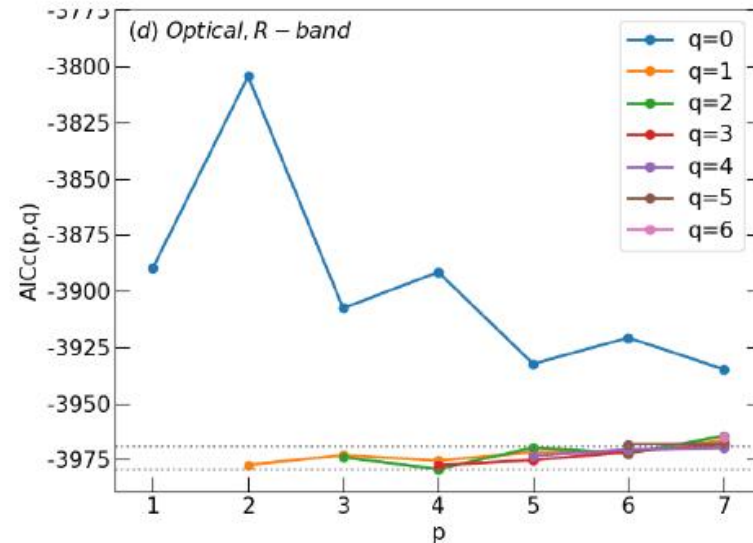 -3775
(d) Optical, R − band
-3800
-3825
-3850
-3875
-3900
-3925
-3950
-3975
AICc(p,q)
q=0
q=1
q=2
q=3
q=4
q=5
q=6
1 2 3 4 5 6 7
p